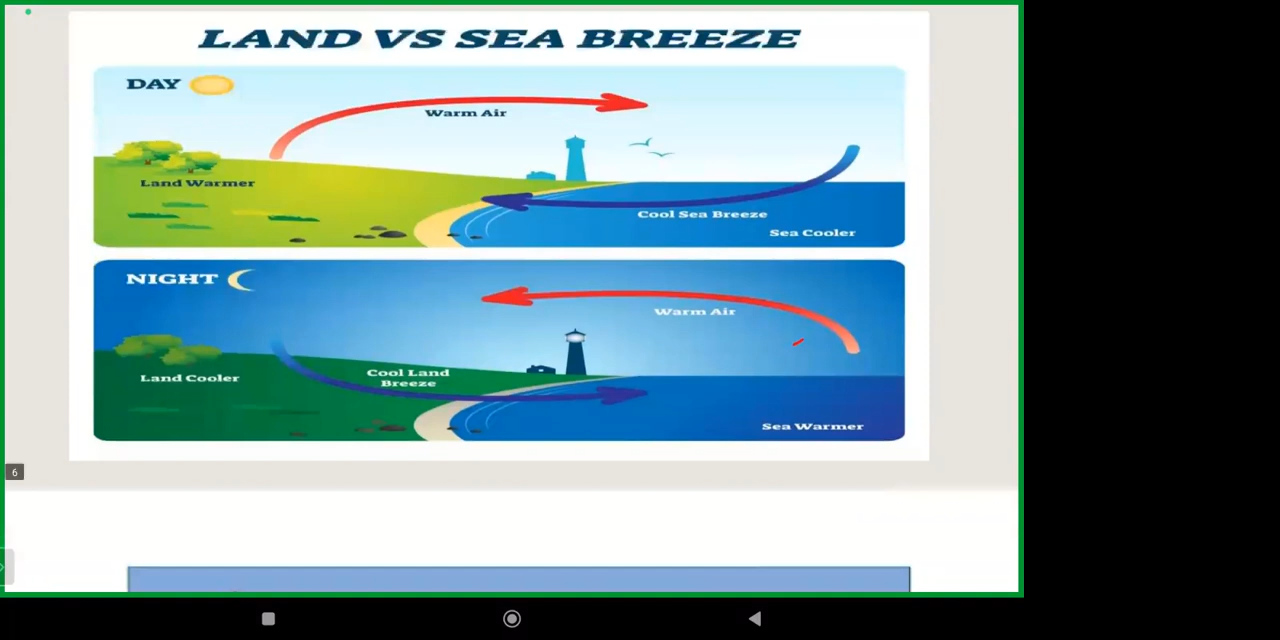 LAND VS SEA BREEZE
DAY
Warm Air
Land Warmer
Cool Sea Breeze
Sea Cooler
NIGHT
Warm Air
Cool Land
Breeze
Land Cooler
Sea Warmer
6